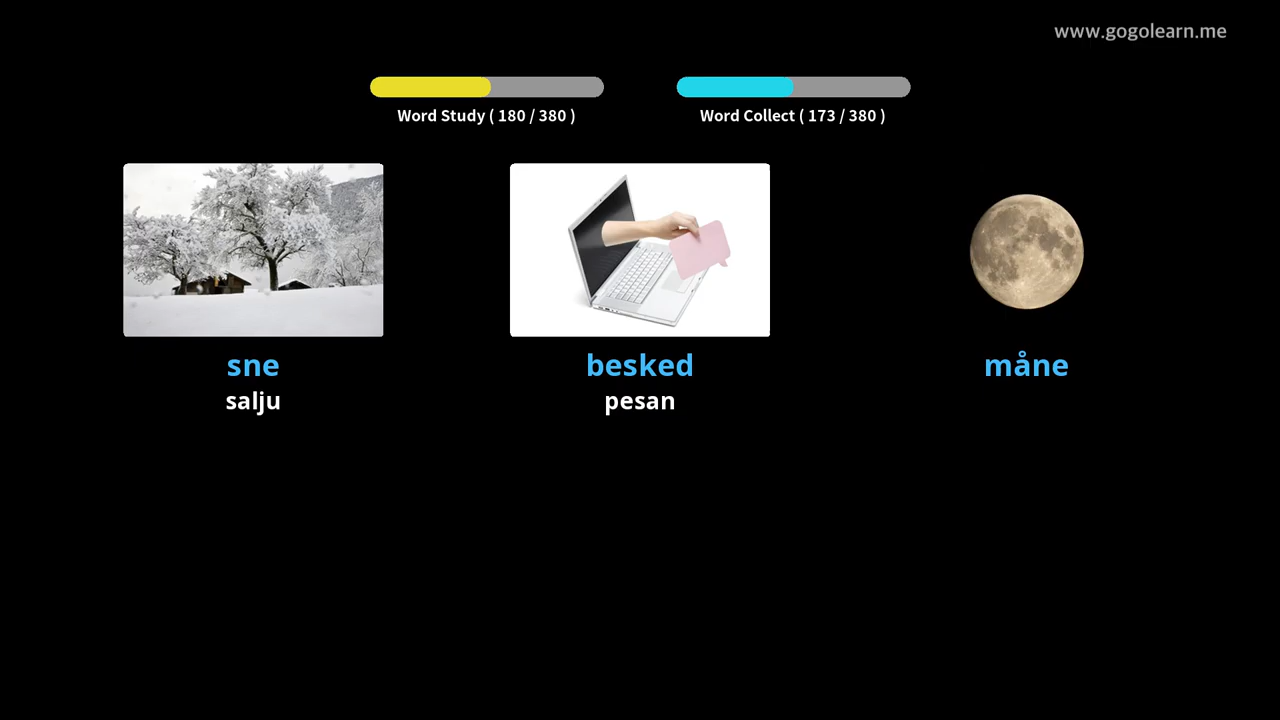 www.gogolearn.me
Word Study ( 180 / 380 )
Word Collect ( 173 / 380 )
sne
besked
måne
salju
pesan